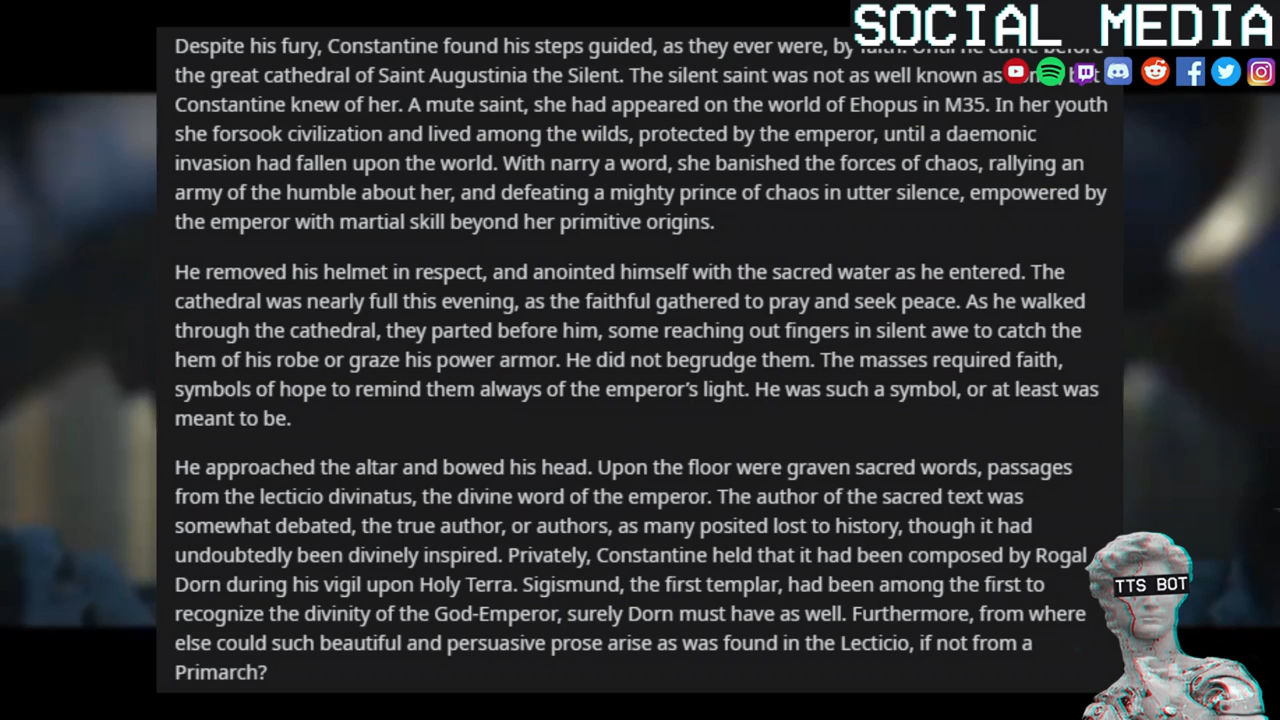 SOCIAL MEDIA
Despite his fury, Constantine found his steps guided, as they ever were, by faith. Until he came before
the great cathedral of Saint Augustinia the Silent. The silent saint was not as well known as
Constantine knew of her. A mute saint, she had appeared on the world of Ehopus in M35. In her youth
she forsook civilization and lived among the wilds, protected by the emperor, until a daemonic
invasion had fallen upon the world. With narry a word, she banished the forces of chaos, rallying an
army of the humble about her, and defeating a mighty prince of chaos in utter silence, empowered by
the emperor with martial skill beyond her primitive origins.
He removed his helmet in respect, and anointed himself with the sacred water as he entered. The
cathedral was nearly full this evening, as the faithful gathered to pray and seek peace. As he walked
through the cathedral, they parted before him, some reaching out fingers in silent awe to catch the
hem of his robe or graze his power armor. He did not begrudge them. The masses required faith,
symbols of hope to remind them always of the emperor’s light. He was such a symbol, or at least was
meant to be.
He approached the altar and bowed his head. Upon the floor were graven sacred words, passages
from the lecticio divinatus, the divine word of the emperor. The author of the sacred text was
somewhat debated, the true author, or authors, as many posited lost to history, though it had
undoubtedly been divinely inspired. Privately, Constantine held that it had been composed by Rogal
Dorn during his vigil upon Holy Terra. Sigismund, the first templar, had been among the first to
recognize the divinity of the God-Emperor, surely Dorn must have as well. Furthermore, from where
else could such beautiful and persuasive prose arise as was found in the Lecticio, if not from a
Primarch?
TTS BOT